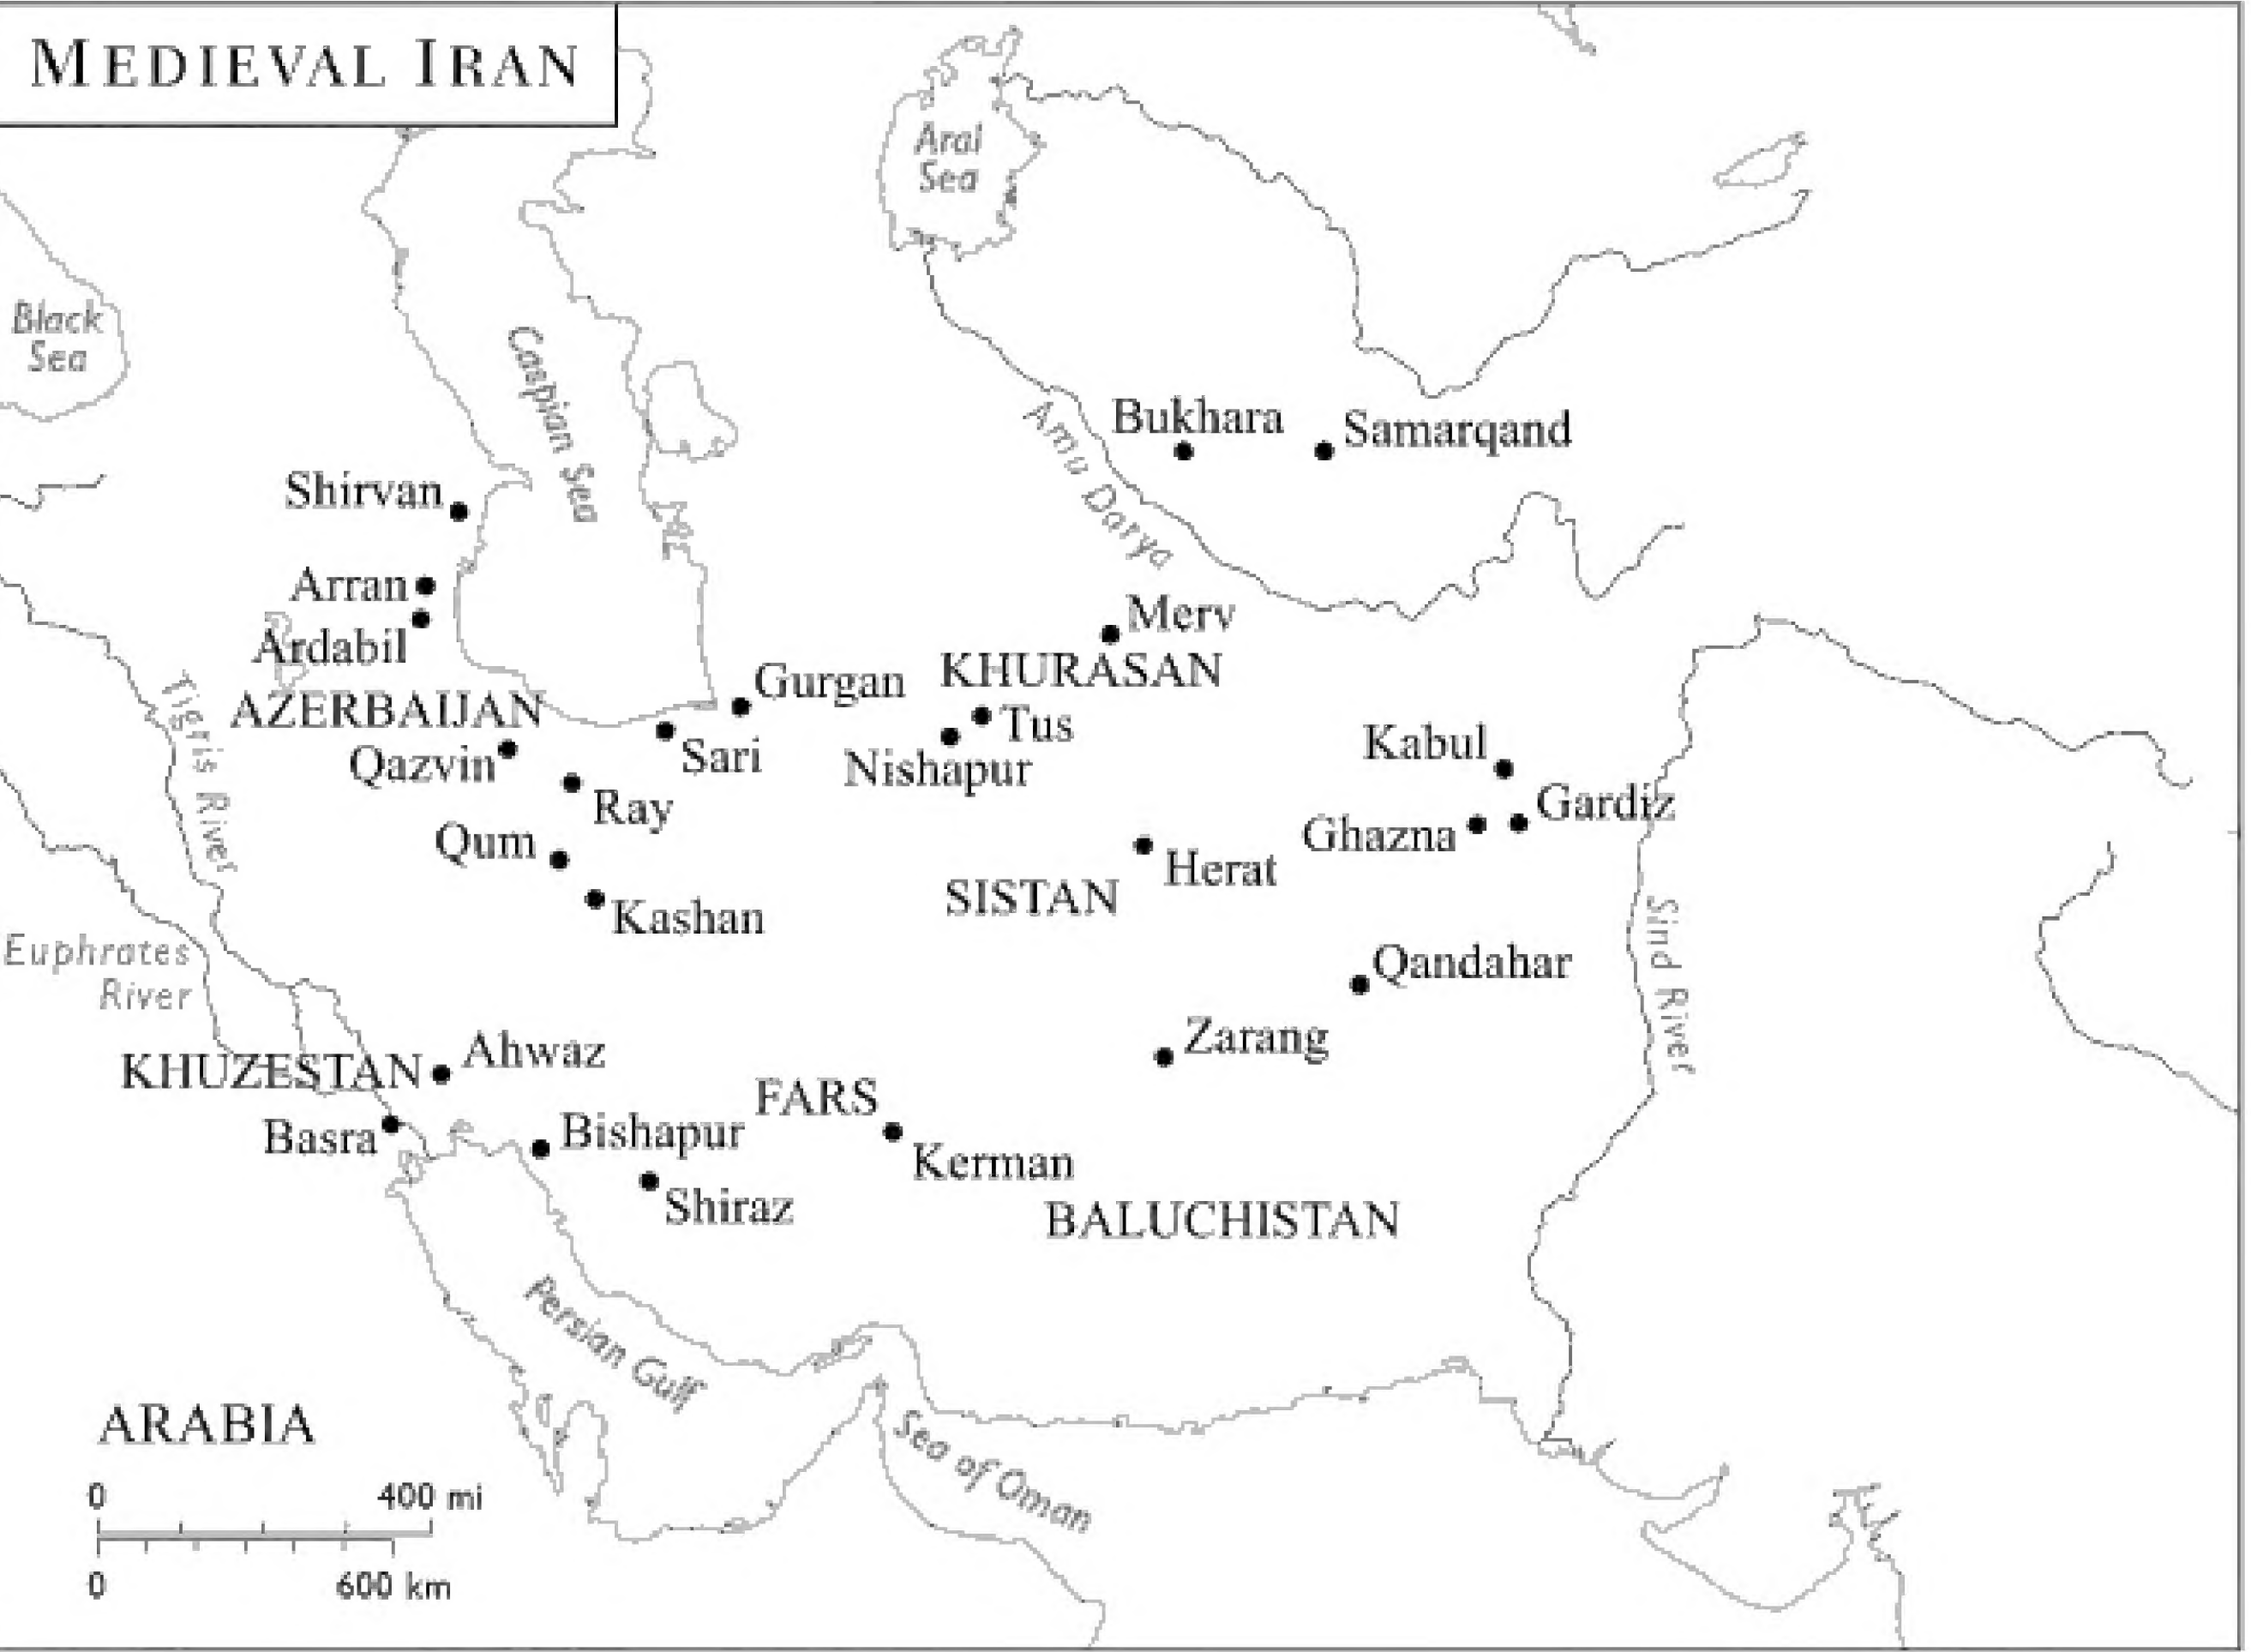 MEDIEVAL IRAN
Aral
Sea
Black
Sea
Caspian Sea
Amu Darya
Bukhara
Samarqand
Shirvan
Arran
Ardabil
Merv
KHURASAN
Gurgan
Tus
AZERBAIJAN
Tigris River
Qazvin
Sari
Nishapur
Kabul
Ray
Gardiz
Qum
Ghazna
Herat
SISTAN
Kashan
Euphrates
River
Qandahar
Sind River
Zarang
Ahwaz
KHUZESTAN
FARS
Basra
Bishapur
Kerman
Shiraz
BALUCHISTAN
Persian Gulf
ARABIA
Sea of Oman
0 400 mi
0 600 km